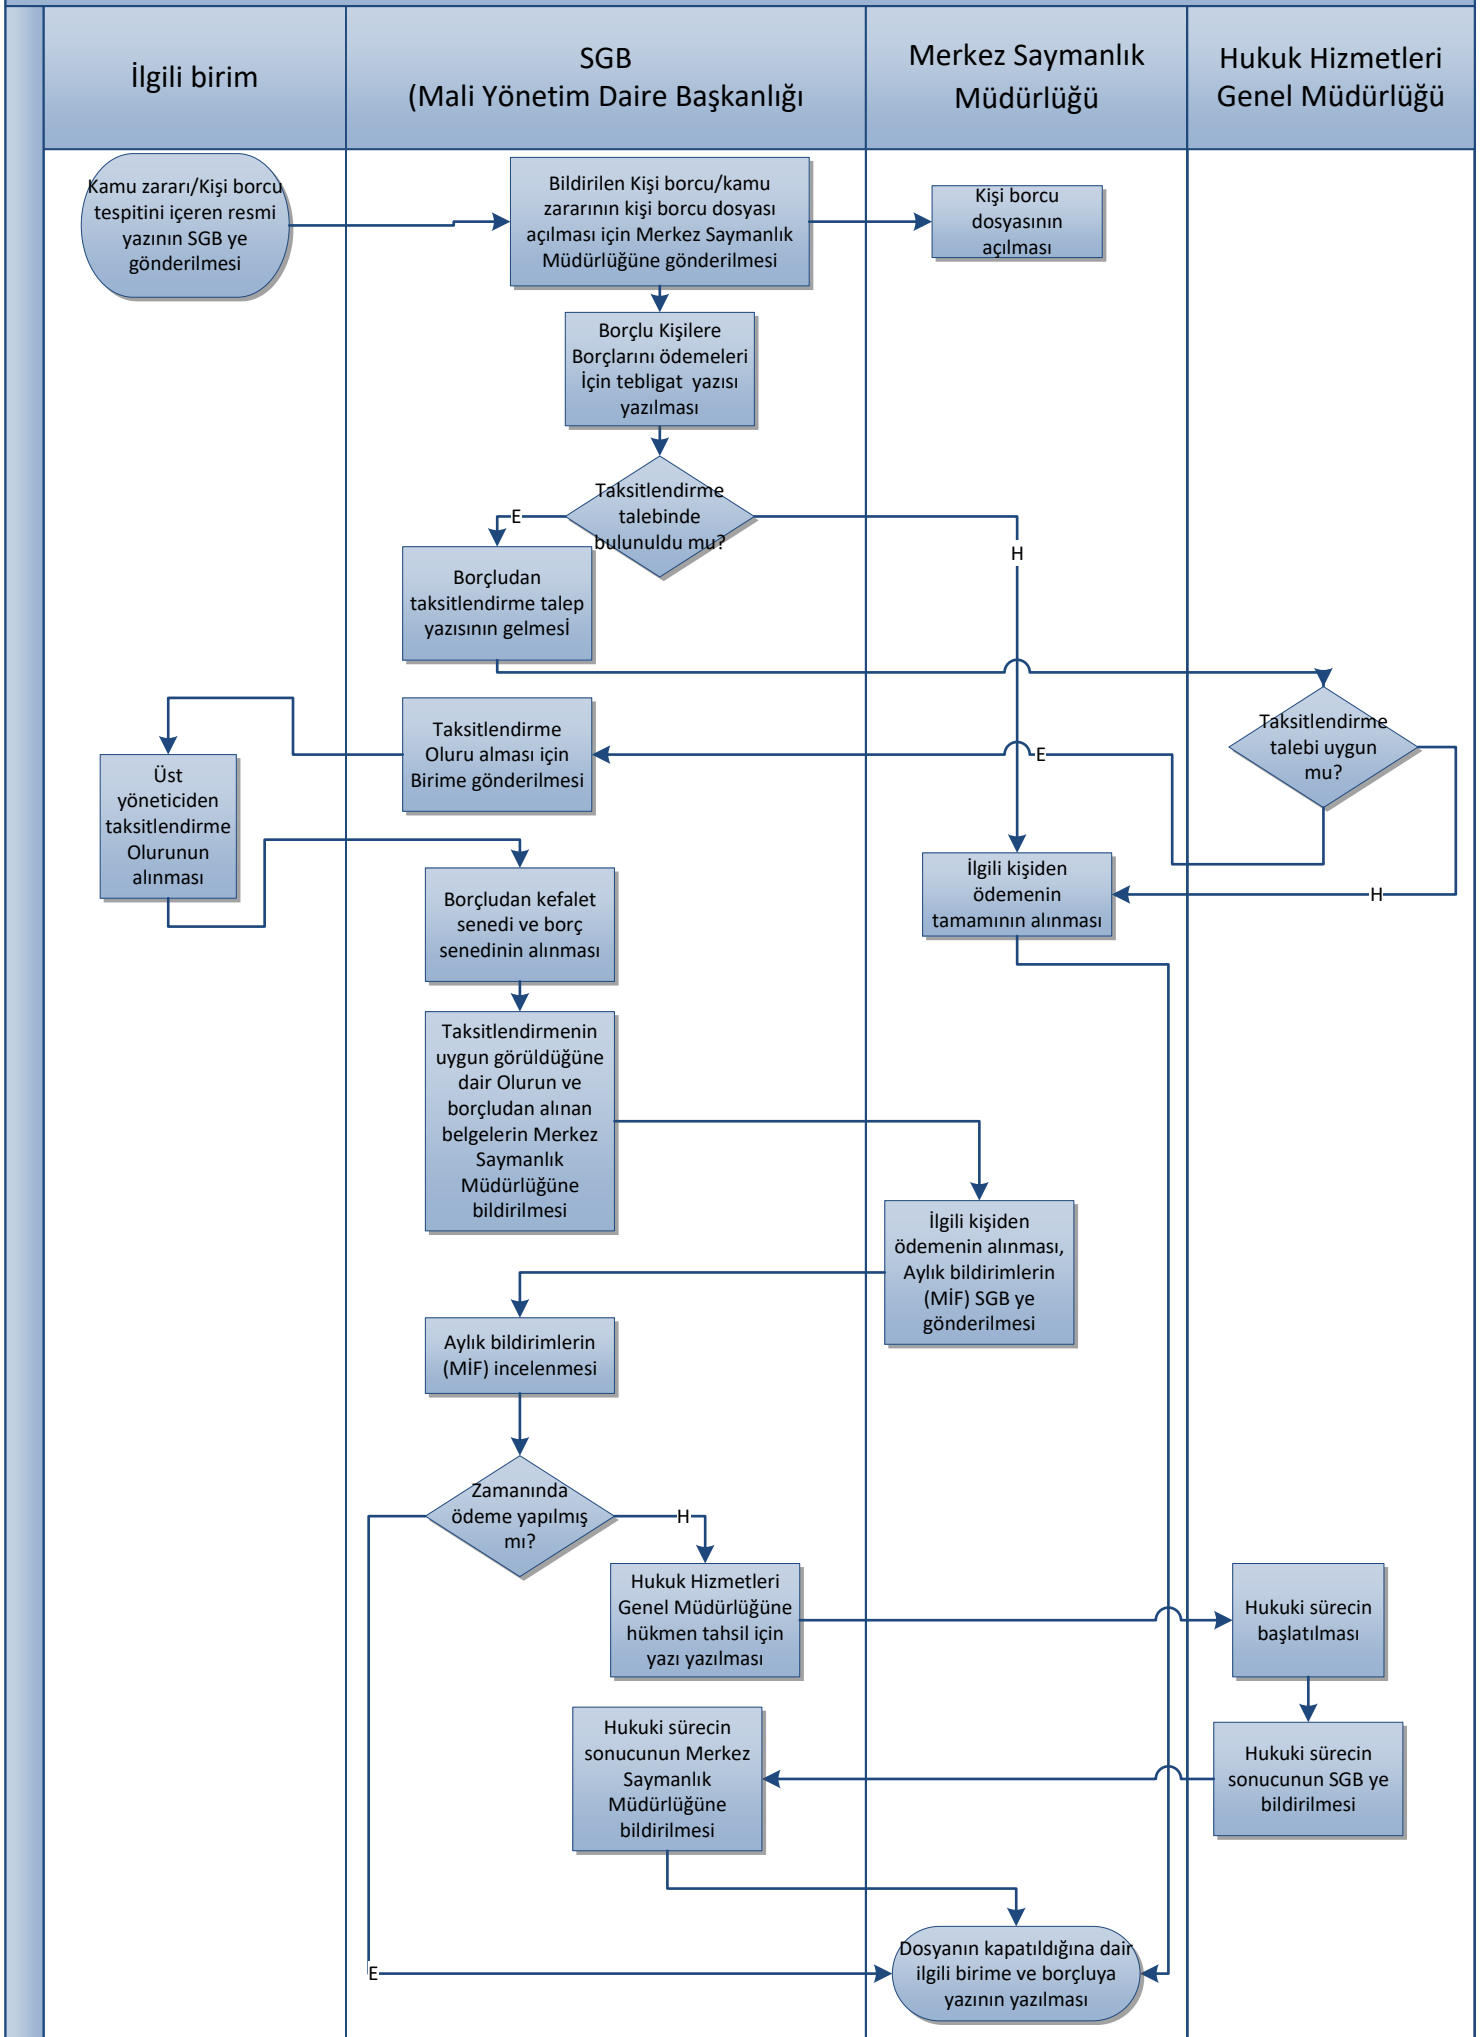 İlgili birim
SGB
(Mali Yönetim Daire Başkanlığı
Merkez Saymanlık
Müdürlüğü
Hukuk Hizmetleri
Genel Müdürlüğü
Kamu zararı/Kişi borcu
tespitini içeren resmi
yazının SGB ye
gönderilmesi
Bildirilen Kişi borcu/kamu
zararının kişi borcu dosyası
açılması için Merkez Saymanlık
Müdürlüğüne gönderilmesi
Kişi borcu
dosyasının
açılması
Borçlu Kişilere
Borçlarını ödemeleri
İçin tebligat yazısı
yazılması
Taksitlendirme
talebinde
bulunuldu mu?
E
H
Borçludan
taksitlendirme talep
yazısının gelmesİ
Taksitlendirme
talebi uygun
mu?
E
H
Taksitlendirme
Oluru alması için
Birime gönderilmesi
Üst
yöneticiden
taksitlendirme
Olurunun
alınması
İlgili kişiden
ödemenin
tamamının alınması
Borçludan kefalet
senedi ve borç
senedinin alınması
Taksitlendirmenin
uygun görüldüğüne
dair Olurun ve
borçludan alınan
belgelerin Merkez
Saymanlık
Müdürlüğüne
bildirilmesi
İlgili kişiden
ödemenin alınması,
Aylık bildirimlerin
(MİF) SGB ye
gönderilmesi
Aylık bildirimlerin
(MİF) incelenmesi
Zamanında
ödeme yapılmış
mı?
H
Hukuk Hizmetleri
Genel Müdürlüğüne
hükmen tahsil için
yazı yazılması
Hukuki sürecin
başlatılması
Hukuki sürecin
sonucunun SGB ye
bildirilmesi
Hukuki sürecin
sonucunun Merkez
Saymanlık
Müdürlüğüne
bildirilmesi
E
Dosyanın kapatıldığına dair
ilgili birime ve borçluya
yazının yazılması